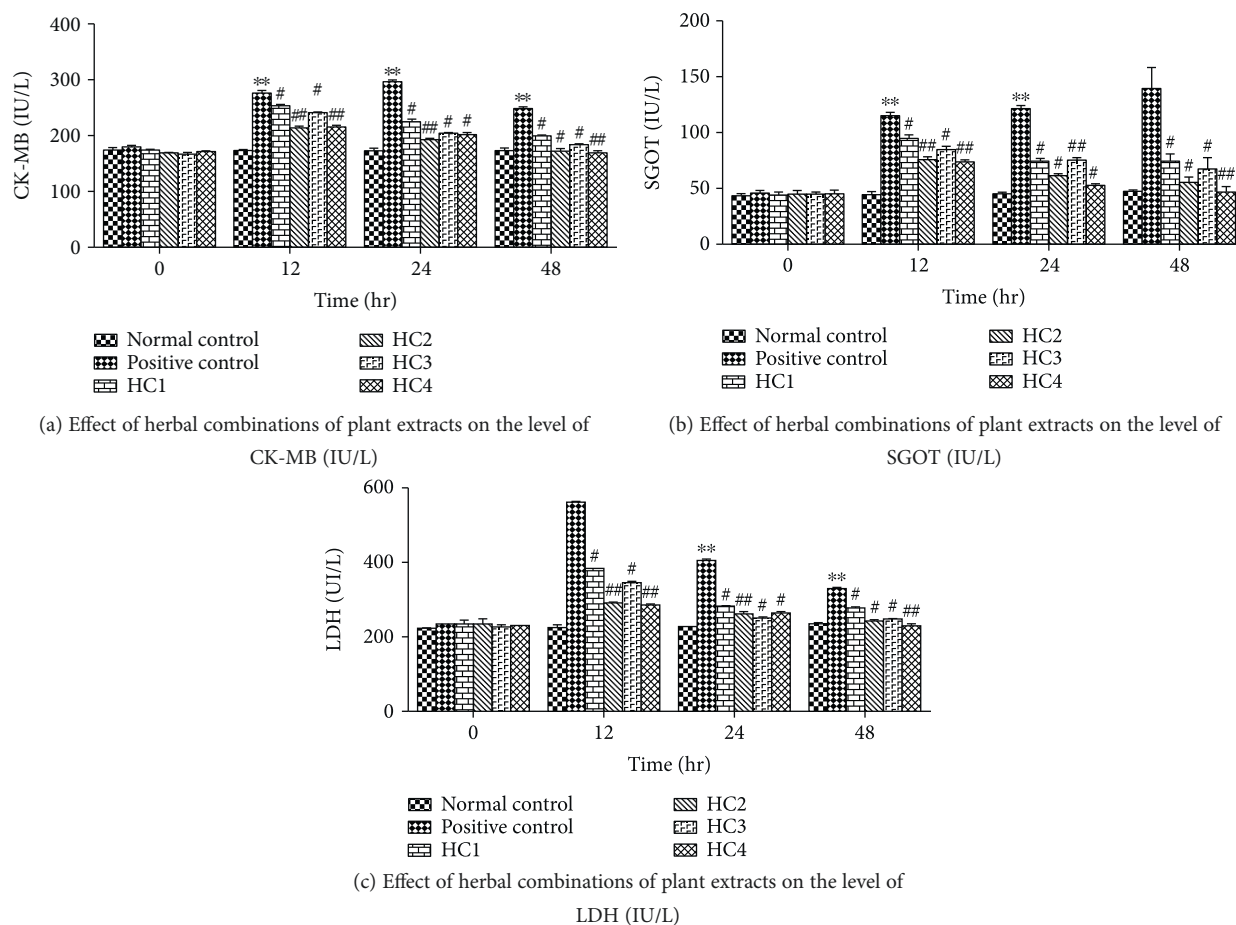 400
300
200
100
0
CK-MB (IU/L)
** # ## # ##
** # ## # #
** # # # ##
0 12 24 48
Time (hr)
Normal control
Positive control
HC1
HC2
HC3
HC4
(a) Effect of herbal combinations of plant extracts on the level of
CK-MB (IU/L)
150
100
50
0
SGOT (IU/L)
** # ## # ##
** # # ## #
# # # ##
0 12 24 48
Time (hr)
Normal control
Positive control
HC1
HC2
HC3
HC4
(b) Effect of herbal combinations of plant extracts on the level of
SGOT (IU/L)
600
400
200
0
LDH (UI/L)
# ## # ##
** # ## # #
** # # # ##
0 12 24 48
Time (hr)
Normal control
Positive control
HC1
HC2
HC3
HC4
(c) Effect of herbal combinations of plant extracts on the level of
LDH (IU/L)